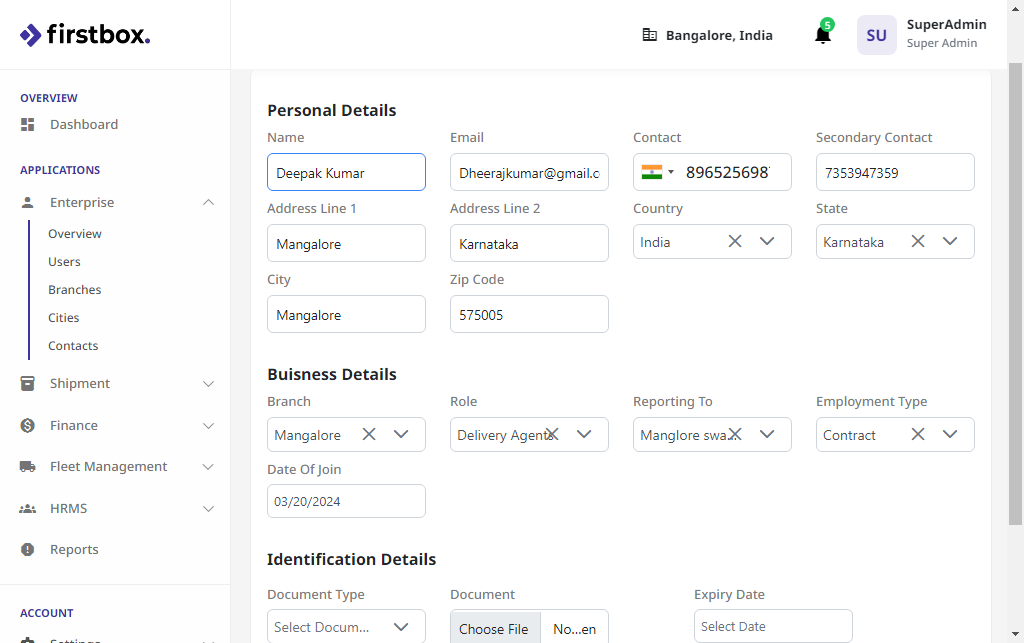 firstbox.
Bangalore, India
5
SU
SuperAdmin
Super Admin
OVERVIEW
Dashboard
APPLICATIONS
Enterprise
Overview
Users
Branches
Cities
Contacts
Shipment
Finance
Fleet Management
HRMS
Reports
ACCOUNT
Settings
Personal Details
Name Email Contact Secondary Contact
Deepak Kumar Dheerajkumar@gmail.c 896525698 7353947359
Address Line 1 Address Line 2 Country State
Mangalore Karnataka India Karnataka
City Zip Code
Mangalore 575005
Buisness Details
Branch Role Reporting To Employment Type
Mangalore Delivery Agent Manglore swa... Contract
Date Of Join
03/20/2024
Identification Details
Document Type Document Expiry Date
Select Docum... Choose File No...en Select Date